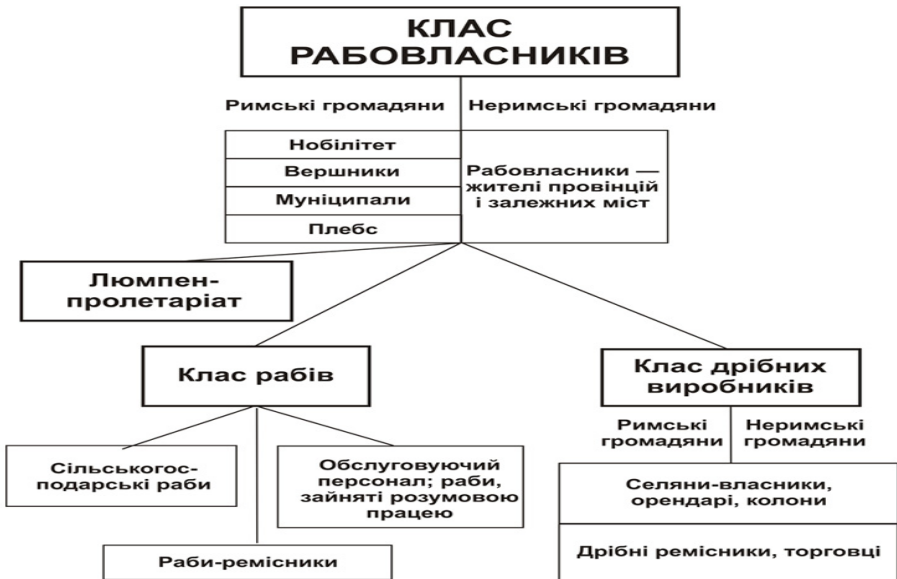 КЛАС
РАБОВЛАСНИКІВ
Римські громадяни
Неримські громадяни
Нобілітет
Вершники
Муніципали
Плебс
Рабовласники —
жителі провінцій
і залежних міст
Люмпен-
пролетаріат
Клас рабів
Клас дрібних
виробників
Римські
громадяни
Неримські
громадяни
Сільськогос-
подарські раби
Обслуговуючий
персонал; раби,
зайняті розумовою
працею
Раби-ремісники
Селяни-власники,
орендарі, колони
Дрібні ремісники, торговці